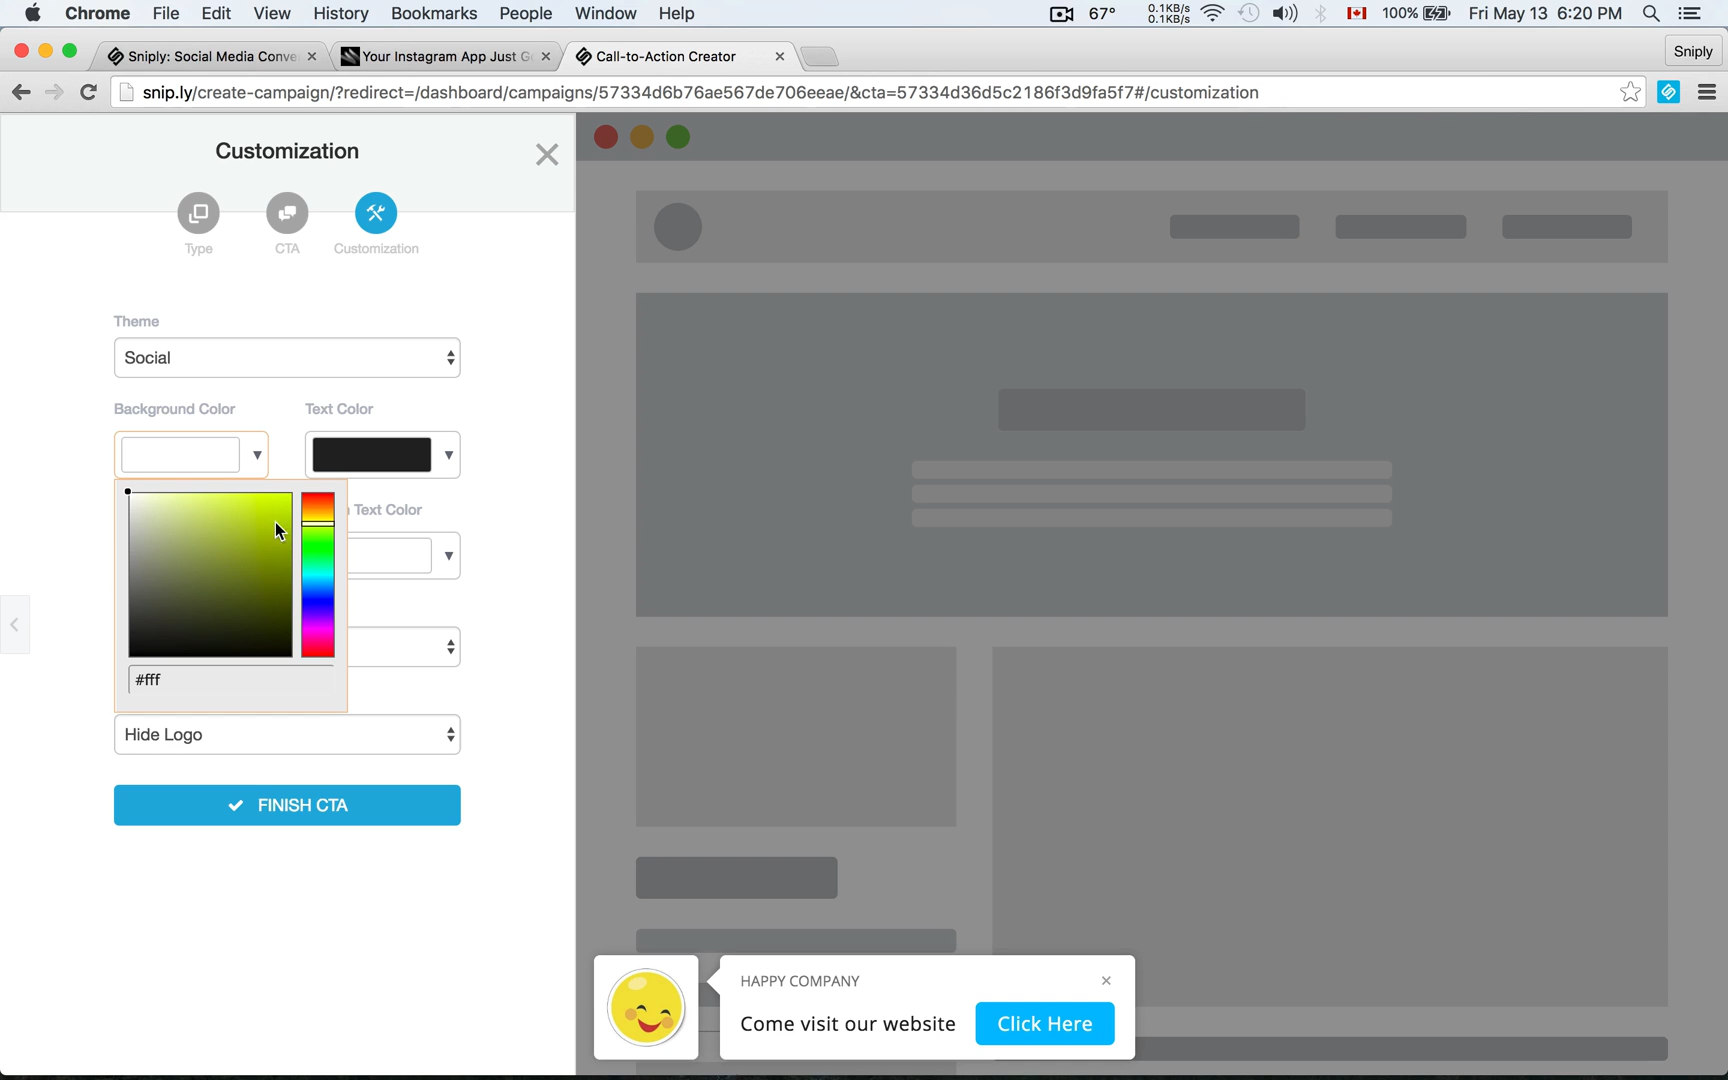 Chrome File Edit View History Bookmarks People Window Help 67° 0.1KB/s 0.1KB/s 100% Fri May 13 6:20 PM
Sniply: Social Media Conve Your Instagram App Just G Call-to-Action Creator Sniply
snip.ly/create-campaign/?redirect=/dashboard/campaigns/57334d6b76ae567de706eeae/&cta=57334d36d5c2186f3d9fa5f7#/customization
Customization
Type CTA Customization
Theme
Social
Background Color Text Color
Text Color
#fff
Hide Logo
FINISH CTA
HAPPY COMPANY
Come visit our website Click Here